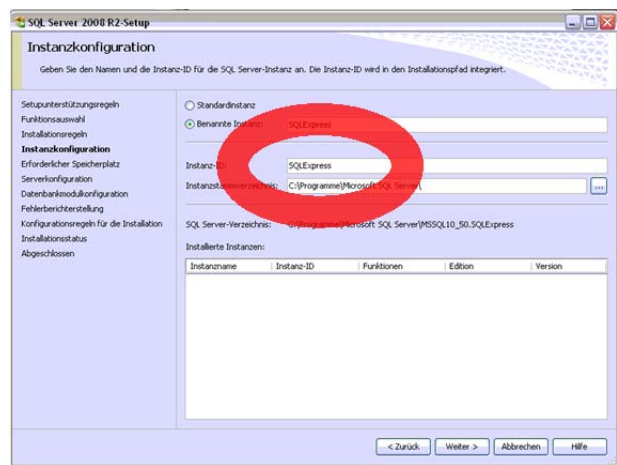 SQL Server 2008 R2-Setup
Instanzkonfiguration
Geben Sie den Namen und die Instanz-ID für die SQL Server-Instanz an. Die Instanz-ID wird in den Installationspfad integriert.
Setupunterstützungsregeln
Funktionsauswahl
Installationsregeln
Instanzkonfiguration
Erforderlicher Speicherplatz
Serverkonfiguration
Datenbankmodulkonfiguration
Fehlerberichterstellung
Konfigurationsregeln für die Installation
Installationsstatus
Abgeschlossen
Standardinstanz
Benannte Instanz: SQLExpress
Instanz-ID: SQLExpress
Instanzstammverzeichnis: C:\Programme\Microsoft SQL Server\
...
SQL Server-Verzeichnis: C:\Programme\Microsoft SQL Server\MSSQL10_50.SQLExpress
Installierte Instanzen:
Instanzname Instanz-ID Funktionen Edition Version
< Zurück Weiter > Abbrechen Hilfe